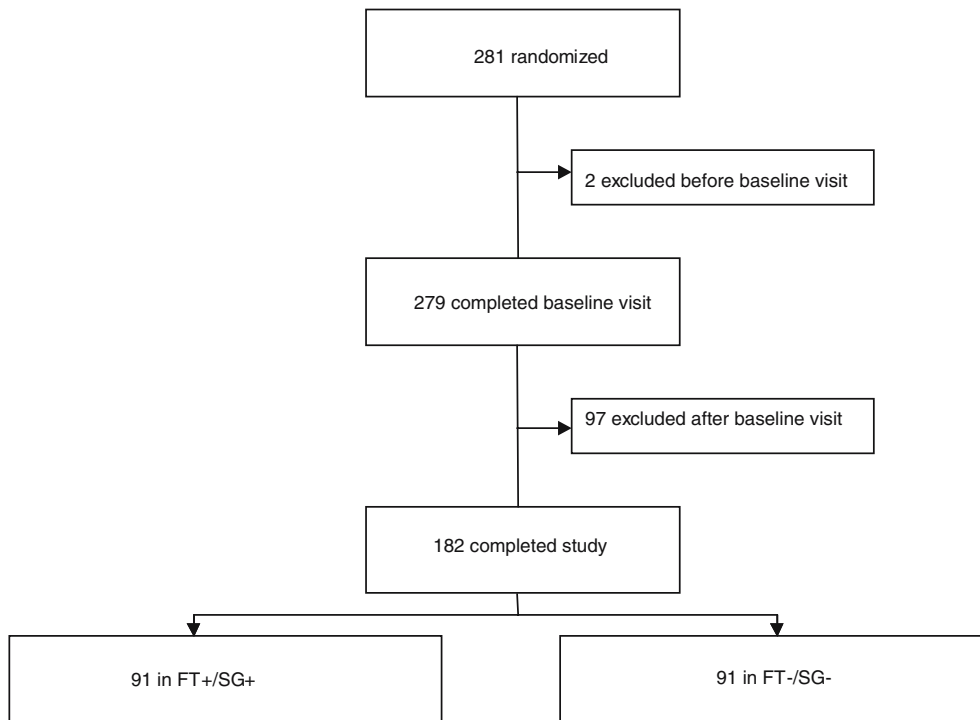 281 randomized
2 excluded before baseline visit
279 completed baseline visit
97 excluded after baseline visit
182 completed study
91 in FT+/SG+
91 in FT-/SG-